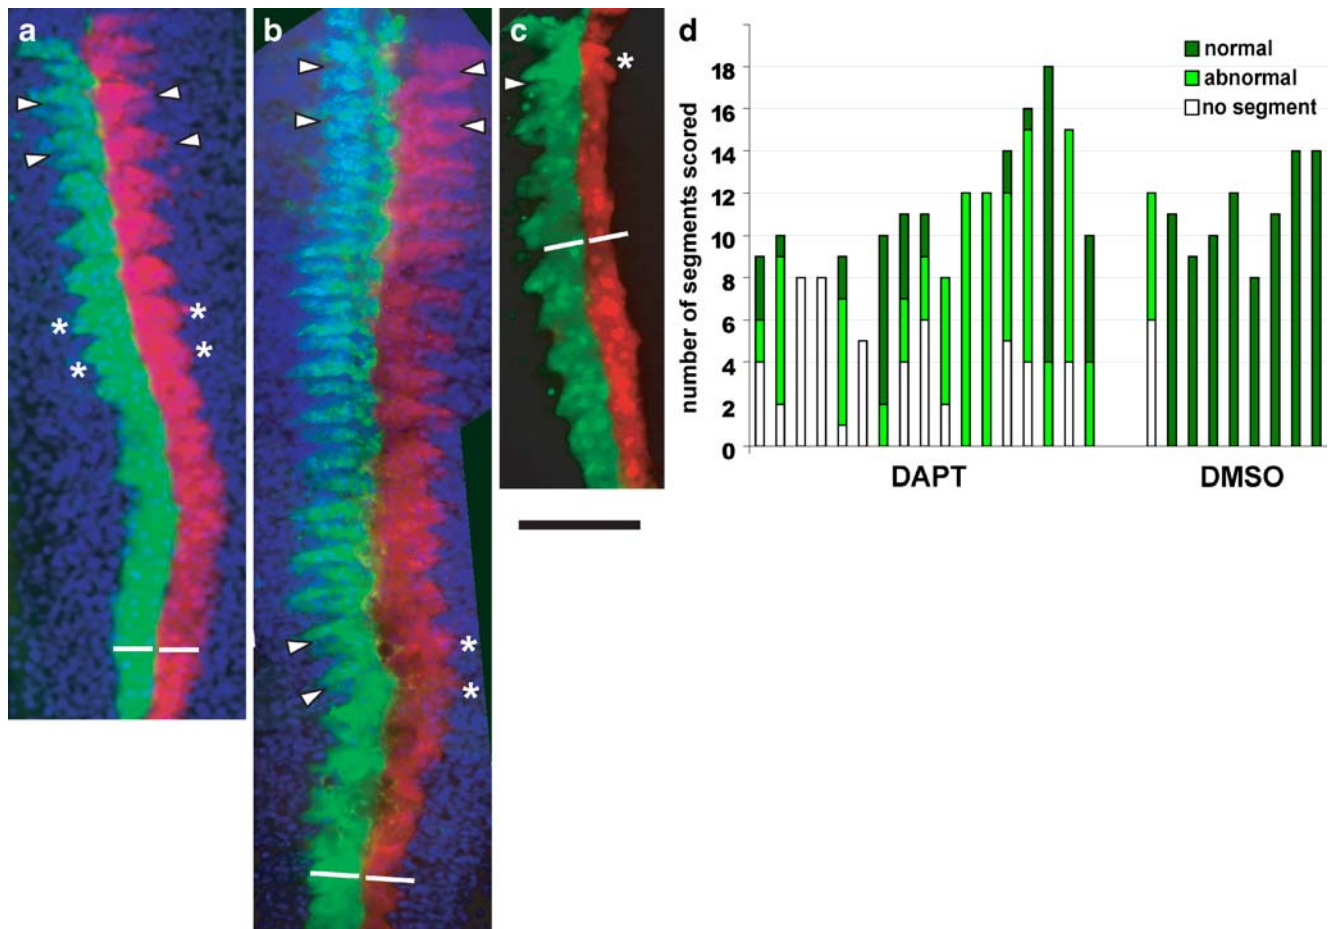 a
b
c
*
*
*
*
*
*
*
d
normal
abnormal
no segment
number of segments scored
18
16
14
12
10
8
6
4
2
0
DAPT
DMSO